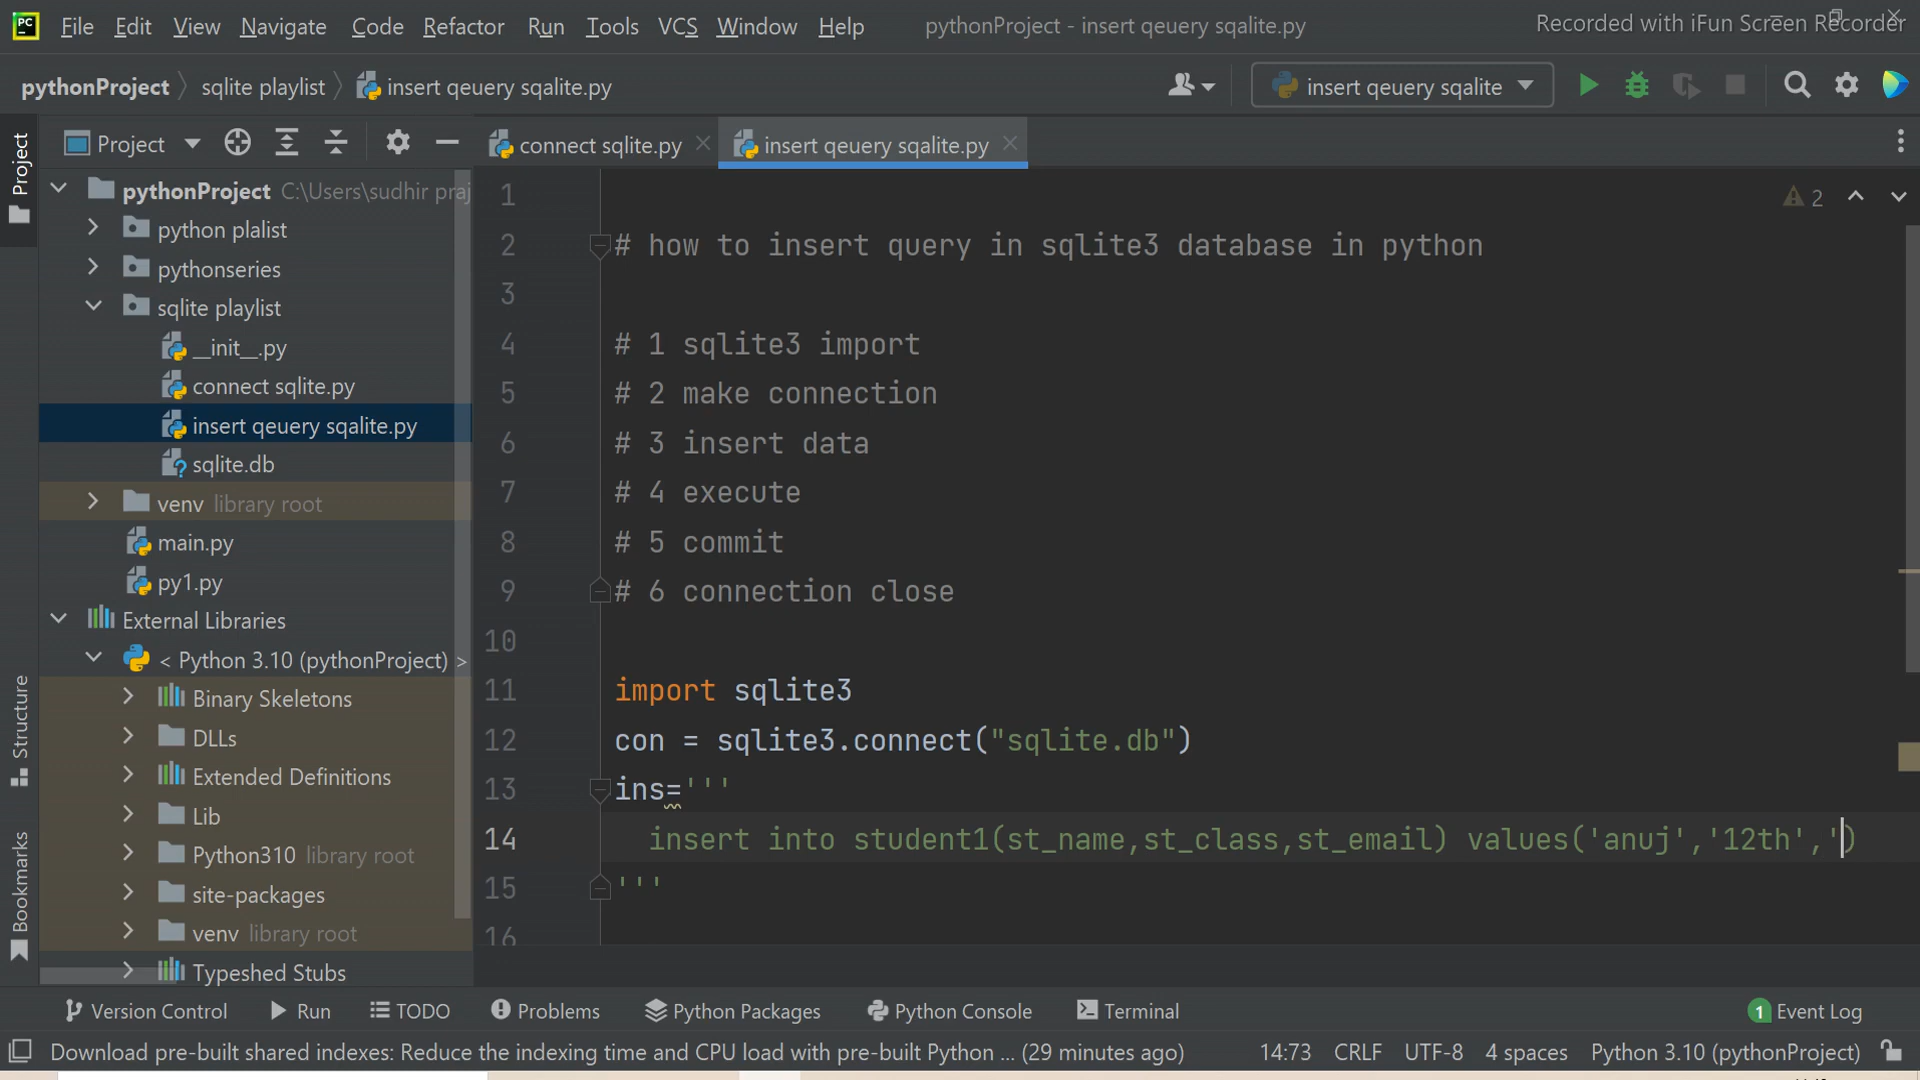 File Edit View Navigate Code Refactor Run Tools VCS Window Help pythonProject - insert qeuery sqalite.py Recorded with iFun Screen Recorder
pythonProject sqlite playlist insert qeuery sqalite.py insert qeuery sqalite
Project connect sqlite.py insert qeuery sqalite.py
Project
pythonProject C:\Users\sudhir praj
python plalist
pythonseries
sqlite playlist
__init__.py
connect sqlite.py
insert qeuery sqalite.py
sqlite.db
venv library root
main.py
py1.py
External Libraries
< Python 3.10 (pythonProject) >
Binary Skeletons
DLLs
Extended Definitions
Lib
Python310 library root
site-packages
venv library root
Typeshed Stubs
Structure
Bookmarks
1
2 # how to insert query in sqlite3 database in python
3
4 # 1 sqlite3 import
5 # 2 make connection
6 # 3 insert data
7 # 4 execute
8 # 5 commit
9 # 6 connection close
10
11 import sqlite3
12 con = sqlite3.connect("sqlite.db")
13 ins='''
14 insert into student1(st_name,st_class,st_email) values('anuj','12th',')
15 '''
16
2
Version Control Run TODO Problems Python Packages Python Console Terminal 1 Event Log
Download pre-built shared indexes: Reduce the indexing time and CPU load with pre-built Python ... (29 minutes ago) 14:73 CRLF UTF-8 4 spaces Python 3.10 (pythonProject)